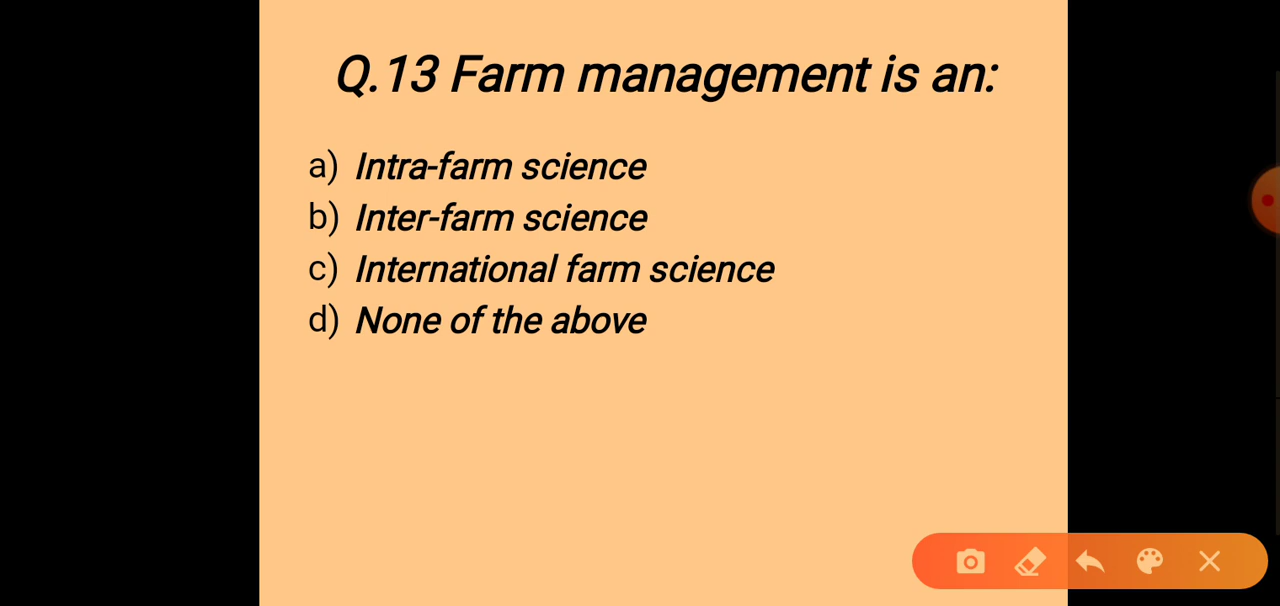 Q.13 Farm management is an:
a) Intra-farm science
b) Inter-farm science
c) International farm science
d) None of the above